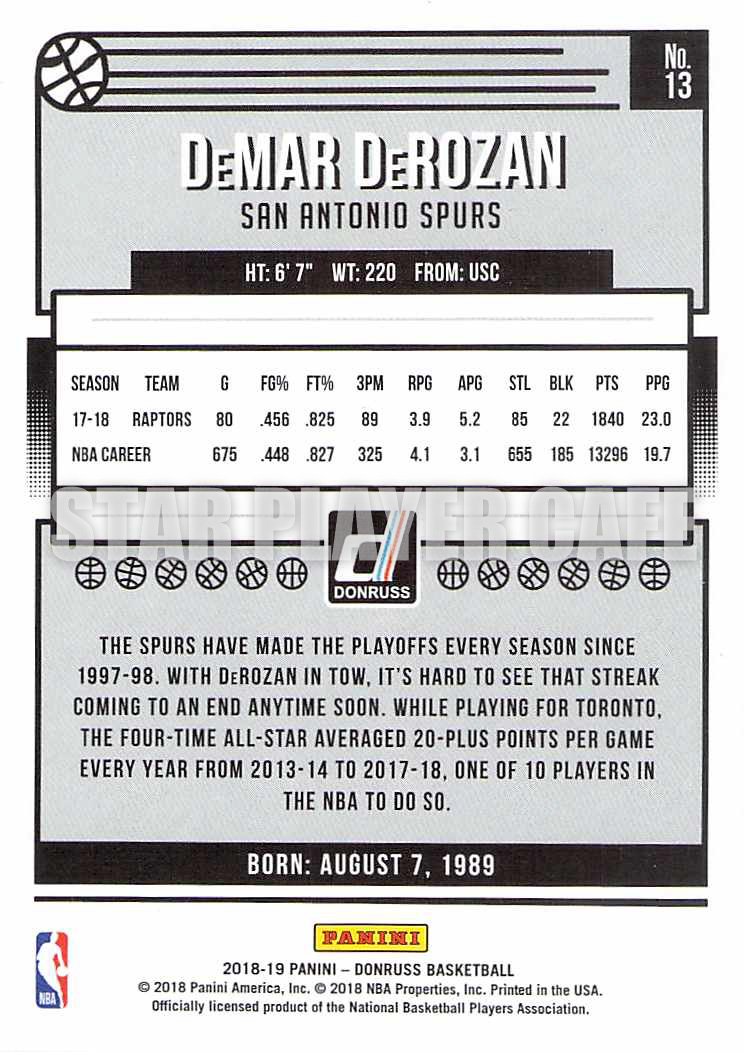 No.
13
DeMAR DeROZAN
SAN ANTONIO SPURS
HT: 6' 7" WT: 220 FROM: USC
SEASON TEAM G FG% FT% 3PM RPG APG STL BLK PTS PPG
17-18 RAPTORS 80 .456 .825 89 3.9 5.2 85 22 1840 23.0
NBA CAREER 675 .448 .827 325 4.1 3.1 655 185 13296 19.7
STAR PLAYER CAFE
d
DONRUSS
THE SPURS HAVE MADE THE PLAYOFFS EVERY SEASON SINCE
1997-98. WITH DeROZAN IN TOW, IT'S HARD TO SEE THAT STREAK
COMING TO AN END ANYTIME SOON. WHILE PLAYING FOR TORONTO,
THE FOUR-TIME ALL-STAR AVERAGED 20-PLUS POINTS PER GAME
EVERY YEAR FROM 2013-14 TO 2017-18, ONE OF 10 PLAYERS IN
THE NBA TO DO SO.
BORN: AUGUST 7, 1989
PANINI
NBA
2018-19 PANINI – DONRUSS BASKETBALL
© 2018 Panini America, Inc. © 2018 NBA Properties, Inc. Printed in the USA.
Officially licensed product of the National Basketball Players Association.